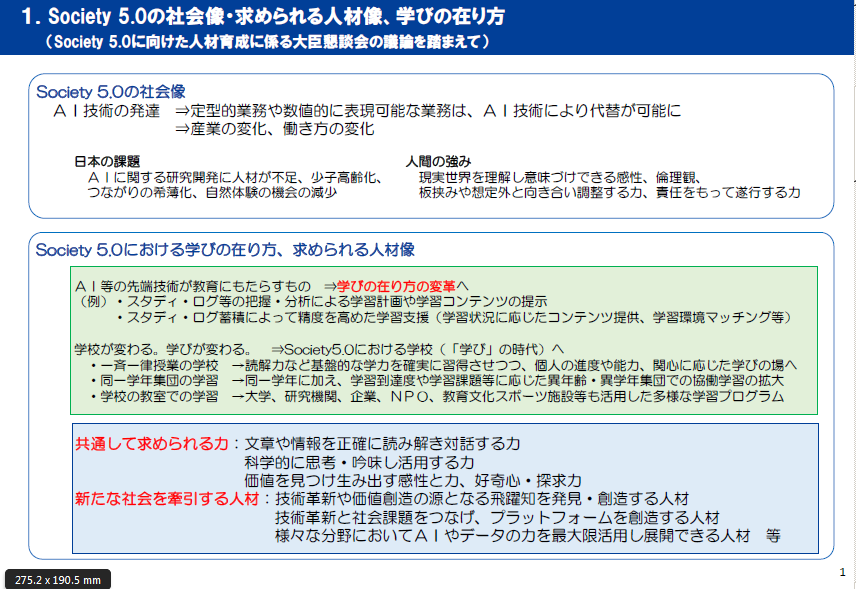 1. Society 5.0の社会像・求められる人材像、学びの在り方
（Society 5.0に向けた人材育成に係る大臣懇談会の議論を踏まえて）
Society 5.0の社会像
ＡＩ技術の発達　⇒定型的業務や数値的に表現可能な業務は、ＡＩ技術により代替が可能に
⇒産業の変化、働き方の変化
日本の課題
ＡＩに関する研究開発に人材が不足、少子高齢化、
つながりの希薄化、自然体験の機会の減少
人間の強み
現実世界を理解し意味づけできる感性、倫理観、
板挟みや想定外と向き合い調整する力、責任をもって遂行する力
Society 5.0における学びの在り方、求められる人材像
ＡＩ等の先端技術が教育にもたらすもの　⇒学びの在り方の変革へ
（例）・スタディ・ログ等の把握・分析による学習計画や学習コンテンツの提示
・スタディ・ログ蓄積によって精度を高めた学習支援（学習状況に応じたコンテンツ提供、学習環境マッチング等）
学校が変わる。学びが変わる。　⇒Society5.0における学校（「学び」の時代）へ
・一斉一律授業の学校　→読解力など基盤的な学力を確実に習得させつつ、個人の進度や能力、関心に応じた学びの場へ
・同一学年集団の学習　→同一学年に加え、学習到達度や学習課題等に応じた異年齢・異学年集団での協働学習の拡大
・学校の教室での学習　→大学、研究機関、企業、ＮＰＯ、教育文化スポーツ施設等も活用した多様な学習プログラム
共通して求められる力：文章や情報を正確に読み解き対話する力
科学的に思考・吟味し活用する力
価値を見つけ生み出す感性と力、好奇心・探求力
新たな社会を牽引する人材：技術革新や価値創造の源となる飛躍知を発見・創造する人材
技術革新と社会課題をつなげ、プラットフォームを創造する人材
様々な分野においてＡＩやデータの力を最大限活用し展開できる人材　等
1
275.2 x 190.5 mm